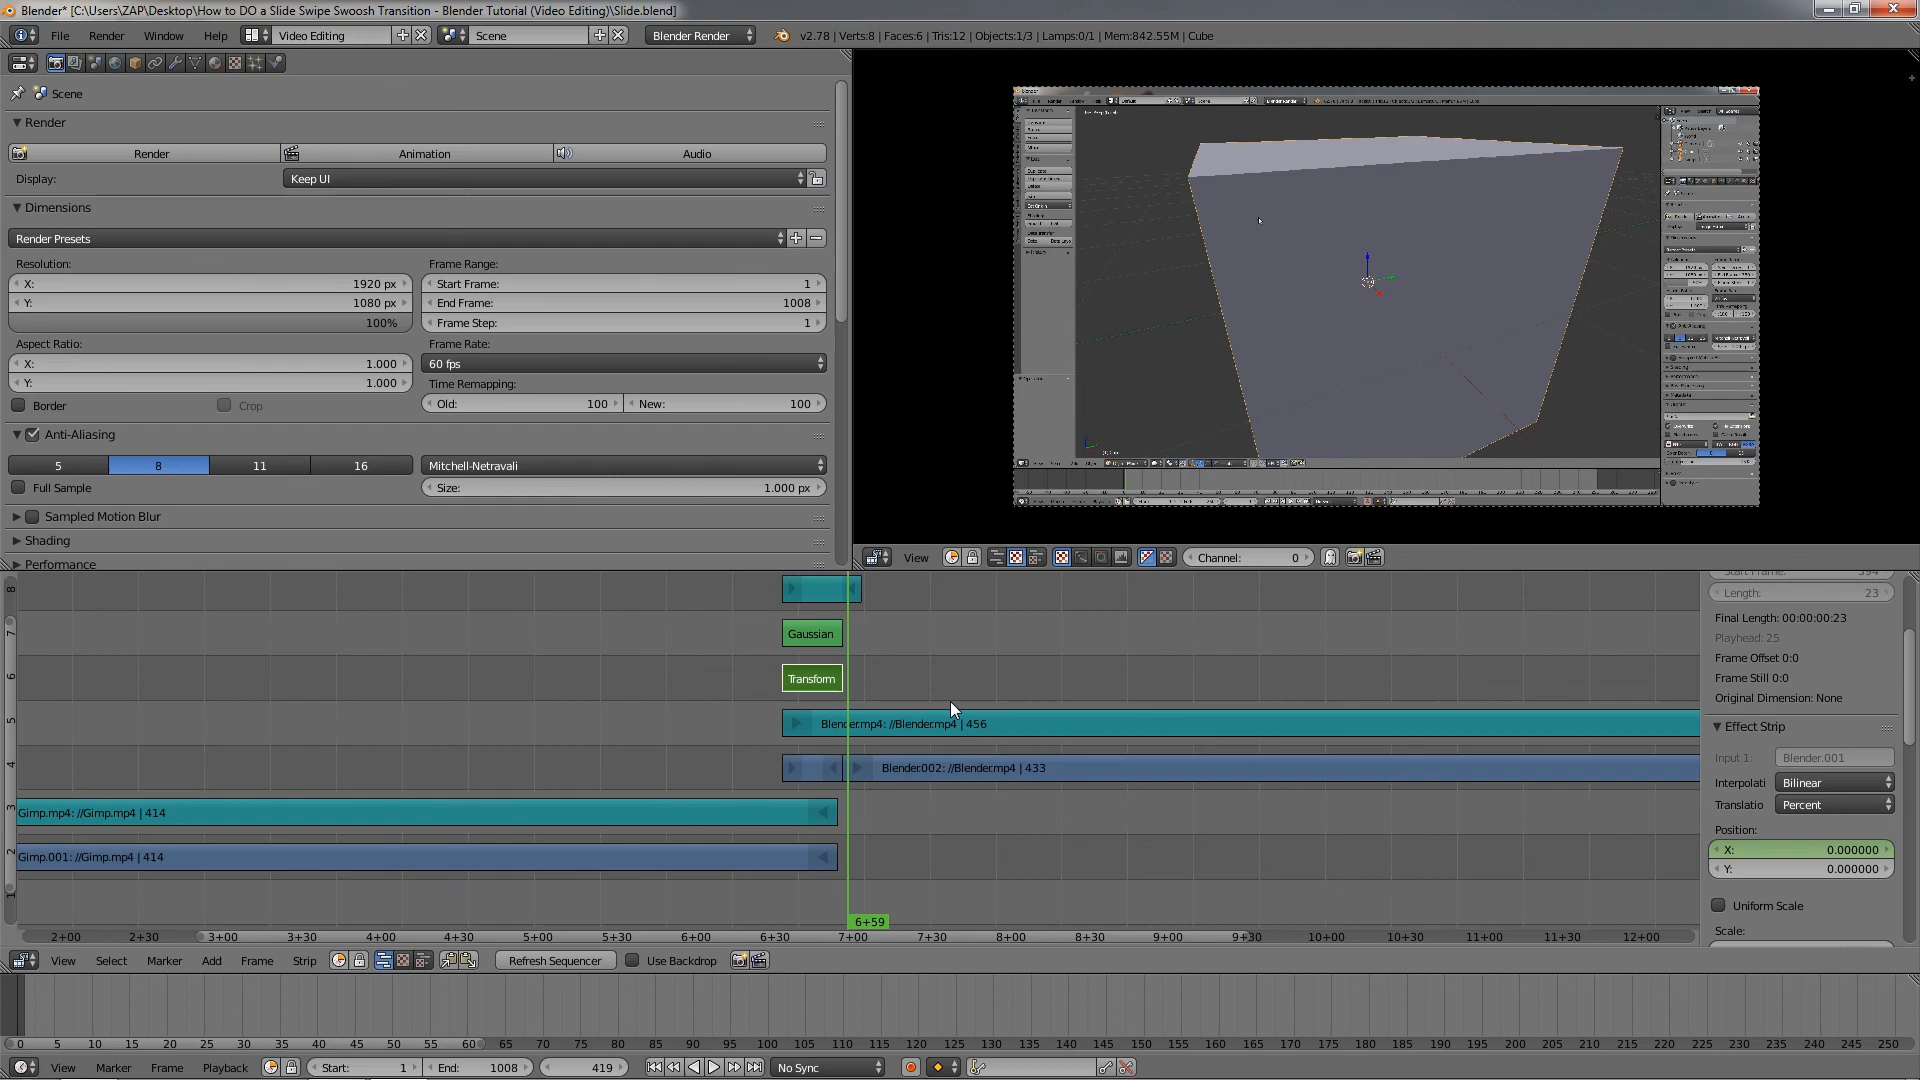 Blender* [C:\Users\ZAP\Desktop\How to DO a Slide Swipe Swoosh Transition - Blender Tutorial (Video Editing)\Slide.blend]
File Render Window Help Video Editing Scene Blender Render v2.78 | Verts:8 | Faces:6 | Tris:12 | Objects:1/3 | Lamps:0/1 | Mem:842.55M | Cube
Scene
Render
Render Animation Audio
Display: Keep UI
Dimensions
Render Presets
Resolution: Frame Range:
X: 1920 px Start Frame: 1
Y: 1080 px End Frame: 1008
100% Frame Step: 1
Aspect Ratio: Frame Rate:
X: 1.000 60 fps
Y: 1.000 Time Remapping:
Border Crop Old: 100 New: 100
Anti-Aliasing
5 8 11 16 Mitchell-Netravali
Full Sample Size: 1.000 px
Sampled Motion Blur
Shading
Performance
View Channel: 0
8
7 Gaussian
6 Transform
5 Blender.mp4: //Blender.mp4 | 456
4 Blender.002: //Blender.mp4 | 433
3 Gimp.mp4: //Gimp.mp4 | 414
2 Gimp.001: //Gimp.mp4 | 414
1
6+59
2+00 2+30 3+00 3+30 4+00 4+30 5+00 5+30 6+00 6+30 7+00 7+30 8+00 8+30 9+00 9+30 10+00 10+30 11+00 11+30 12+00
Start Frame: 394
Length: 23
Final Length: 00:00:00:23
Playhead: 25
Frame Offset 0:0
Frame Still 0:0
Original Dimension: None
Effect Strip
Input 1: Blender.001
Interpolati Bilinear
Translatio Percent
Position:
X: 0.000000
Y: 0.000000
Uniform Scale
Scale:
View Select Marker Add Frame Strip Refresh Sequencer Use Backdrop
0 5 10 15 20 25 30 35 40 45 50 55 60 65 70 75 80 85 90 95 100 105 110 115 120 125 130 135 140 145 150 155 160 165 170 175 180 185 190 195 200 205 210 215 220 225 230 235 240 245 250
View Marker Frame Playback Start: 1 End: 1008 419 No Sync